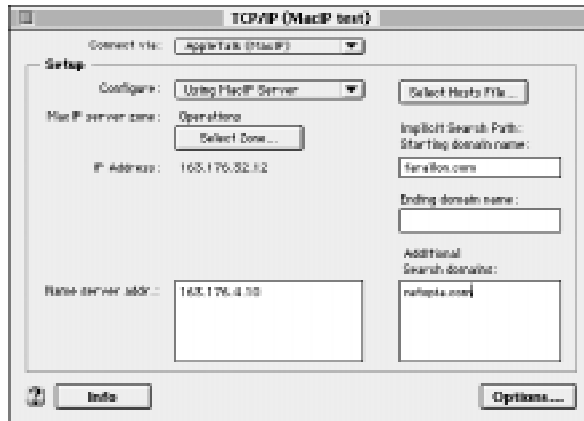 TCP/IP (MacIP test)
Connect via: AppleTalk (MacIP)
Setup
Configure: Using MacIP Server
Select Hosts File...
MacIP server zone: Operations
Select Zone...
Implicit Search Path:
Starting domain name:
IP Address: 163.176.32.12
farallon.com
Ending domain name:
Additional
Search domains:
Name server addr.: 163.176.4.10
netopia.com
? Info
Options...